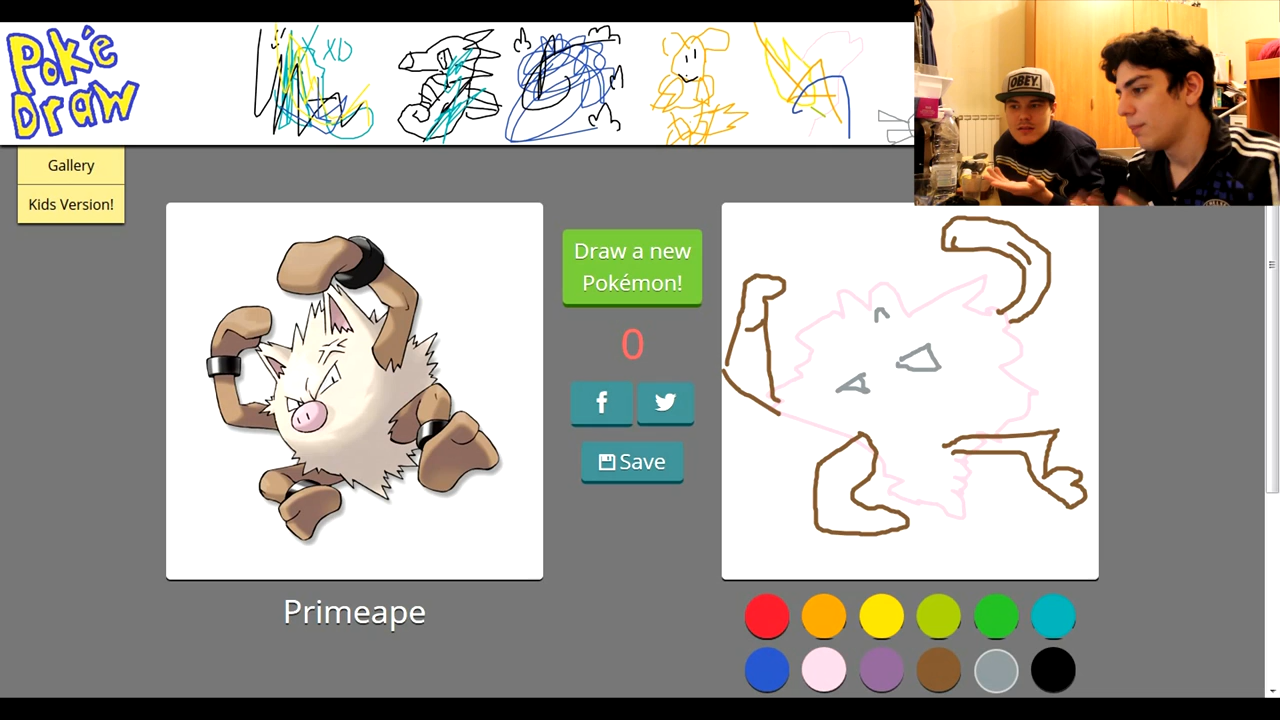 Poké
Draw
XD
OBEY
Gallery
Kids Version!
Draw a new
Pokémon!
0
f
Save
Primeape